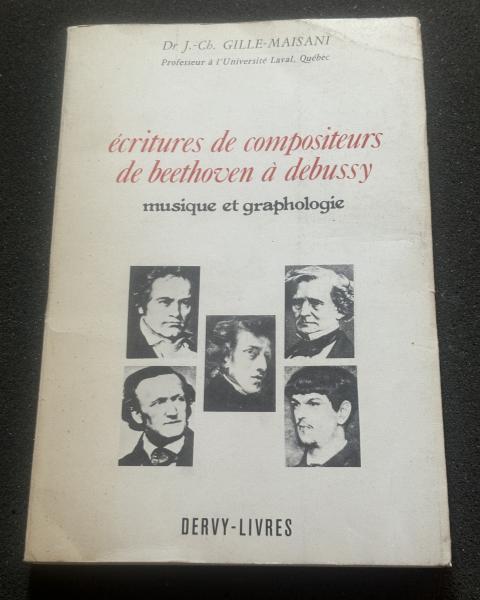 Dr J.-Ch. GILLE-MAISANI
Professeur à l'Université Laval, Québec
écritures de compositeurs
de beethoven à debussy
musique et graphologie
DERVY-LIVRES